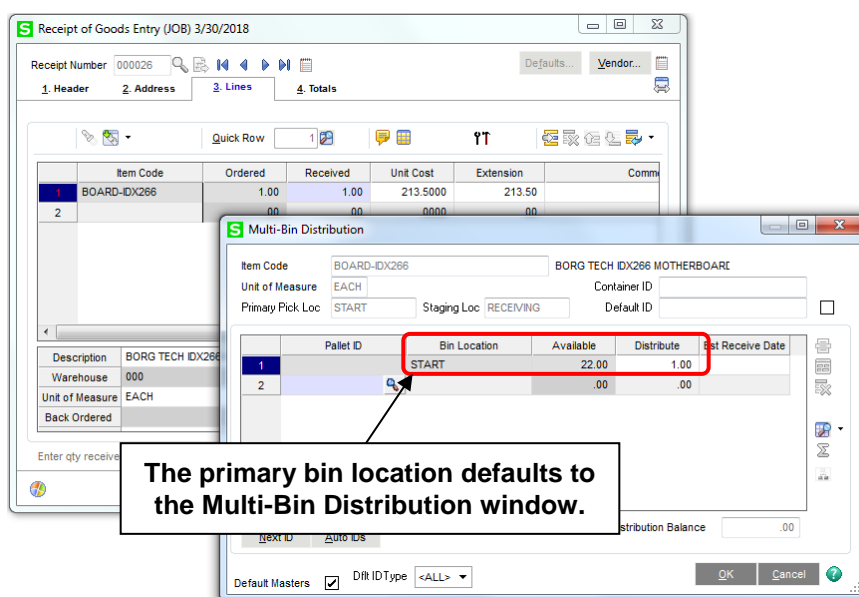 S Receipt of Goods Entry (JOB) 3/30/2018
Receipt Number 000026 Defaults... Vendor...
1. Header 2. Address 3. Lines 4. Totals
Quick Row 1
Item Code Ordered Received Unit Cost Extension
1 BOARD-IDX266 1.00 1.00 213.5000 213.50
2 .00 .00 .0000 .00
S Multi-Bin Distribution
Item Code BOARD-IDX266 BORG TECH IDX266 MOTHERBOARD
Unit of Measure EACH Container ID
Primary Pick Loc START Staging Loc RECEIVING Default ID
Pallet ID Bin Location Available Distribute Est Receive Date
1 START 22.00 1.00
2 .00 .00
Description BORG TECH IDX266
Warehouse 000
Unit of Measure EACH
Back Ordered
Enter qty receive
The primary bin location defaults to
the Multi-Bin Distribution window.
Next ID Auto IDs Balance .00
Default Masters Dflt ID Type <ALL> OK Cancel